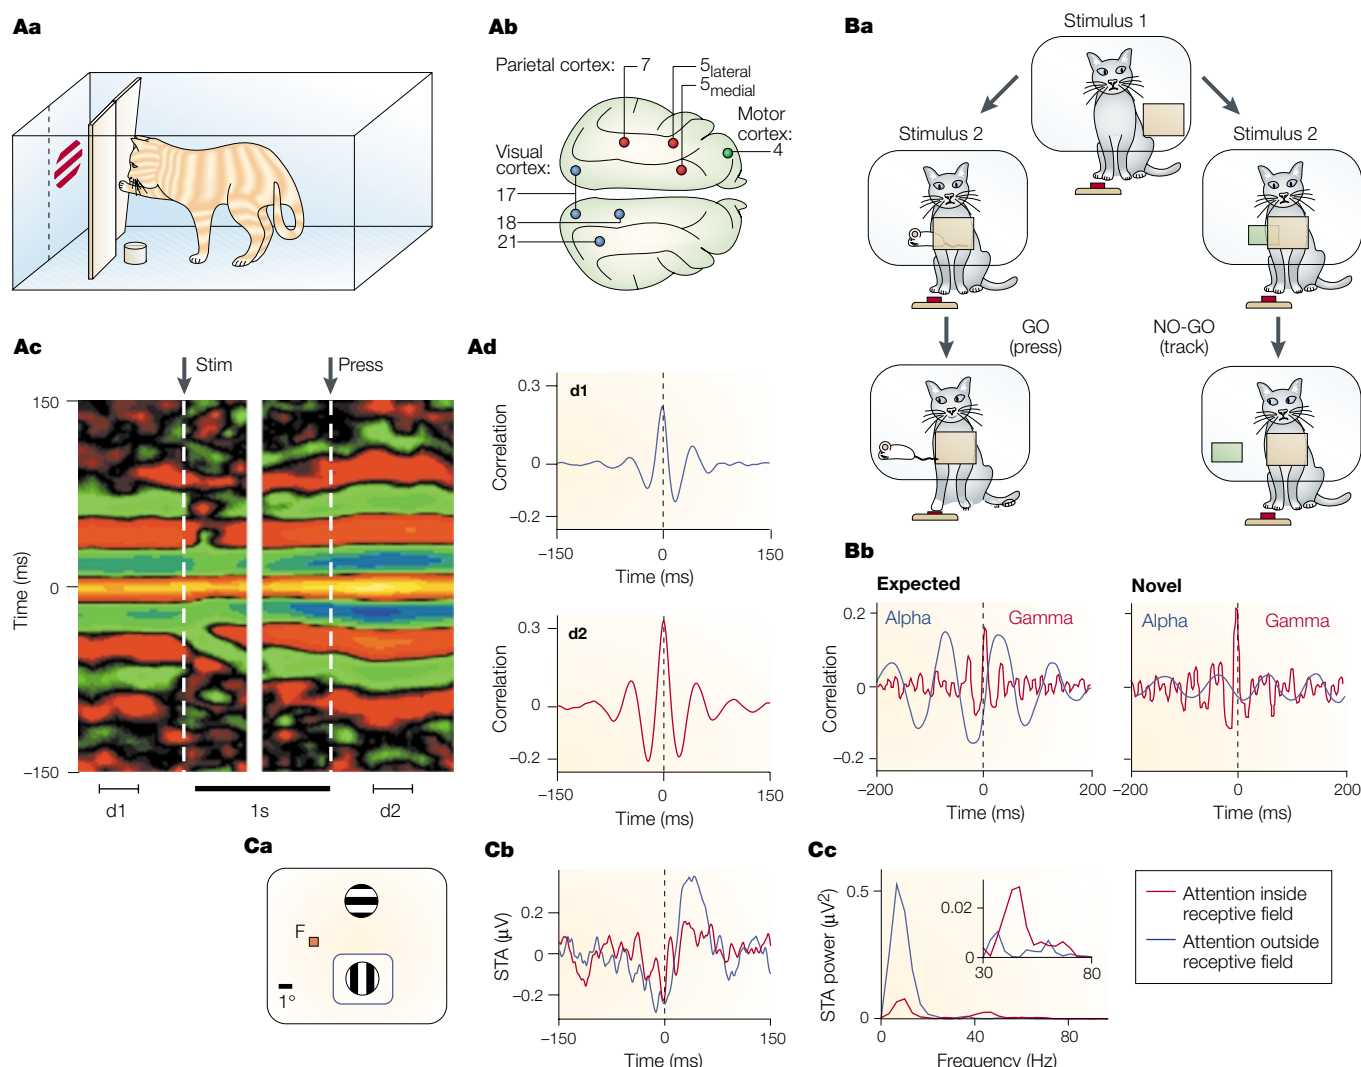 Aa
Ab
Parietal cortex:
7
5lateral
5medial
Motor
cortex:
4
Visual
cortex:
17
18
21
Ba
Stimulus 1
Stimulus 2
Stimulus 2
GO
(press)
NO-GO
(track)
Ac
Stim
Press
150
0
−150
Time (ms)
d1
1s
d2
Ad
d1
0.3
0
−0.2
Correlation
−150
0
150
Time (ms)
d2
0.3
0
−0.2
Correlation
−150
0
150
Time (ms)
Bb
Expected
Alpha
Gamma
0.2
0
−0.2
Correlation
−200
0
200
Time (ms)
Novel
Alpha
Gamma
−200
0
200
Time (ms)
Ca
F
1°
Cb
0.2
0
−0.2
STA (μV)
−150
0
150
Time (ms)
Cc
0.5
0
STA power (μV²)
0
40
80
Frequency (Hz)
0.02
0
30
80
Attention inside
receptive field
Attention outside
receptive field